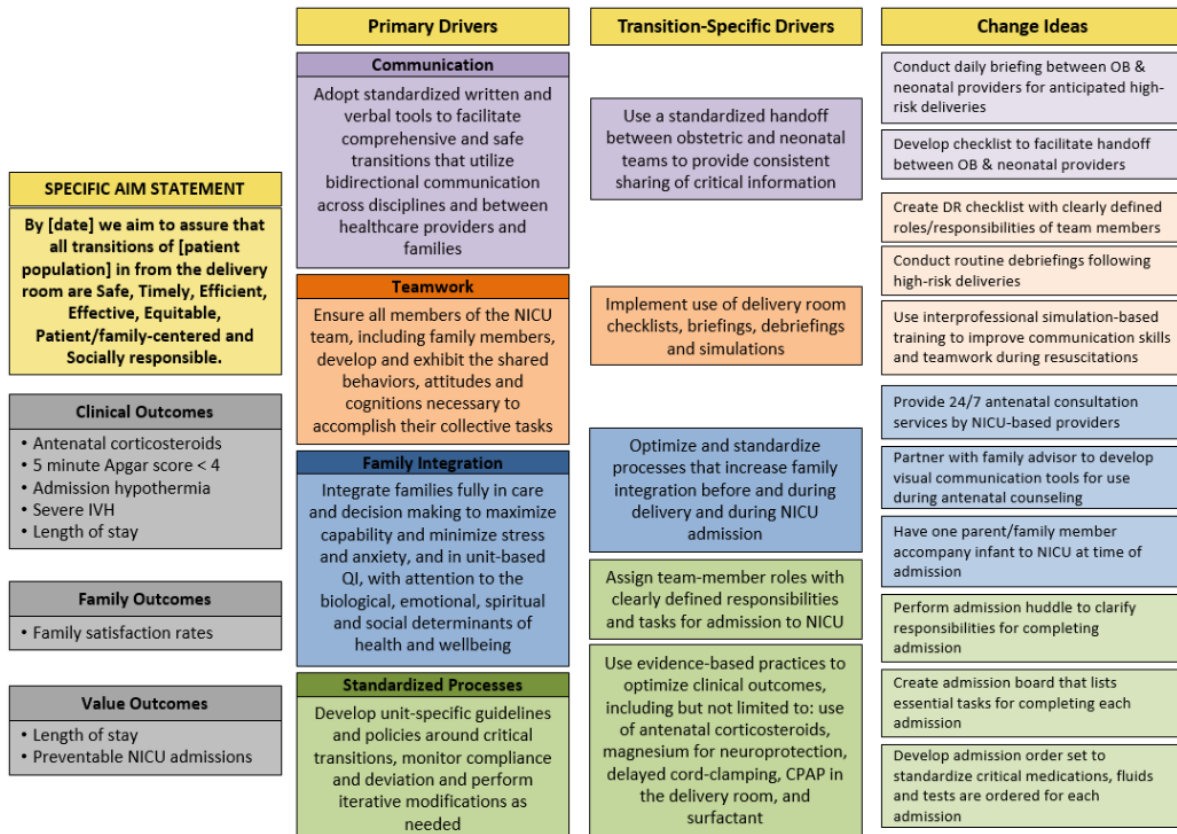 SPECIFIC AIM STATEMENT
By [date] we aim to assure that
all transitions of [patient
population] in from the delivery
room are Safe, Timely, Efficient,
Effective, Equitable,
Patient/family-centered and
Socially responsible.
Clinical Outcomes
• Antenatal corticosteroids
• 5 minute Apgar score < 4
• Admission hypothermia
• Severe IVH
• Length of stay
Family Outcomes
• Family satisfaction rates
Value Outcomes
• Length of stay
• Preventable NICU admissions
Primary Drivers
Communication
Adopt standardized written and
verbal tools to facilitate
comprehensive and safe
transitions that utilize
bidirectional communication
across disciplines and between
healthcare providers and
families
Teamwork
Ensure all members of the NICU
team, including family members,
develop and exhibit the shared
behaviors, attitudes and
cognitions necessary to
accomplish their collective tasks
Family Integration
Integrate families fully in care
and decision making to maximize
capability and minimize stress
and anxiety, and in unit-based
QI, with attention to the
biological, emotional, spiritual
and social determinants of
health and wellbeing
Standardized Processes
Develop unit-specific guidelines
and policies around critical
transitions, monitor compliance
and deviation and perform
iterative modifications as
needed
Transition-Specific Drivers
Use a standardized handoff
between obstetric and neonatal
teams to provide consistent
sharing of critical information
Implement use of delivery room
checklists, briefings, debriefings
and simulations
Optimize and standardize
processes that increase family
integration before and during
delivery and during NICU
admission
Assign team-member roles with
clearly defined responsibilities
and tasks for admission to NICU
Use evidence-based practices to
optimize clinical outcomes,
including but not limited to: use
of antenatal corticosteroids,
magnesium for neuroprotection,
delayed cord-clamping, CPAP in
the delivery room, and
surfactant
Change Ideas
Conduct daily briefing between OB &
neonatal providers for anticipated high-
risk deliveries
Develop checklist to facilitate handoff
between OB & neonatal providers
Create DR checklist with clearly defined
roles/responsibilities of team members
Conduct routine debriefings following
high-risk deliveries
Use interprofessional simulation-based
training to improve communication skills
and teamwork during resuscitations
Provide 24/7 antenatal consultation
services by NICU-based providers
Partner with family advisor to develop
visual communication tools for use
during antenatal counseling
Have one parent/family member
accompany infant to NICU at time of
admission
Perform admission huddle to clarify
responsibilities for completing
admission
Create admission board that lists
essential tasks for completing each
admission
Develop admission order set to
standardize critical medications, fluids
and tests are ordered for each
admission